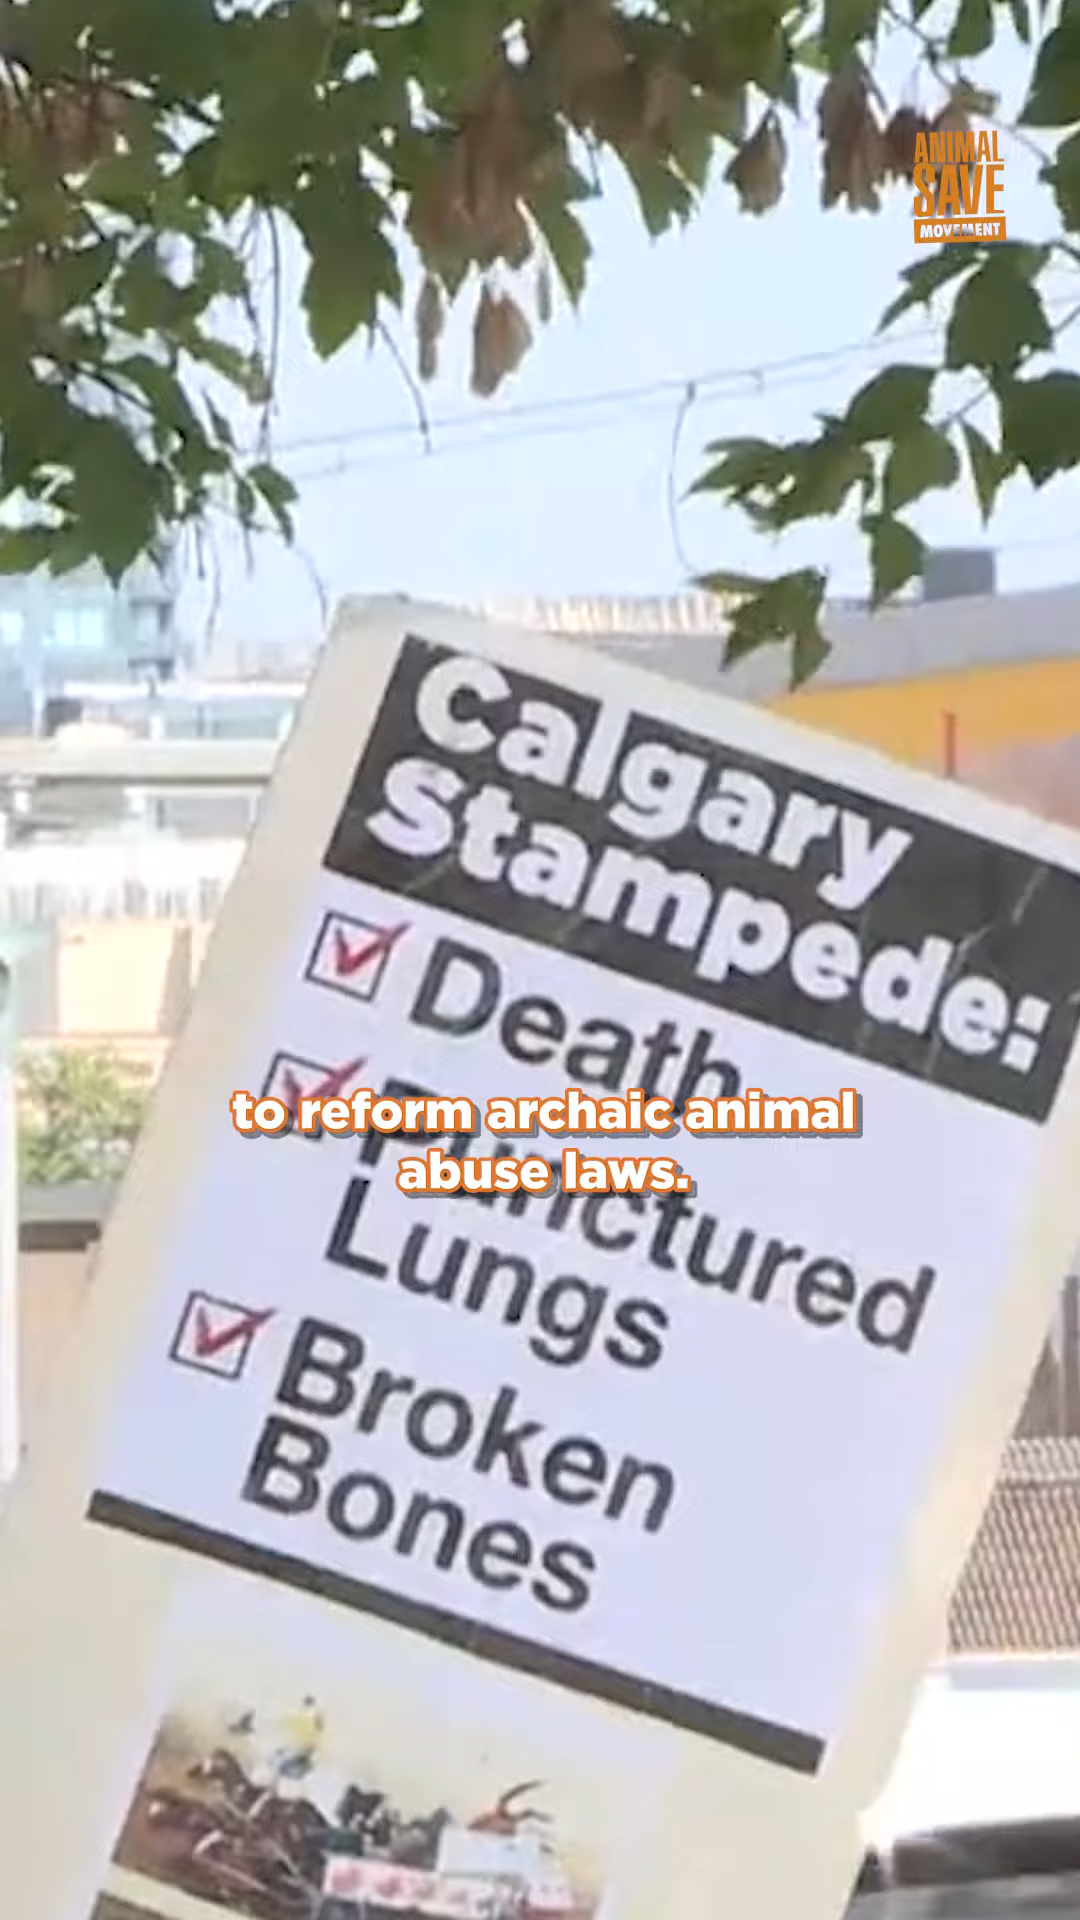 ANIMAL
SAVE
MOVEMENT
Calgary
Stampede:
Death
Punctured
Lungs
Broken
Bones
to reform archaic animal
abuse laws.